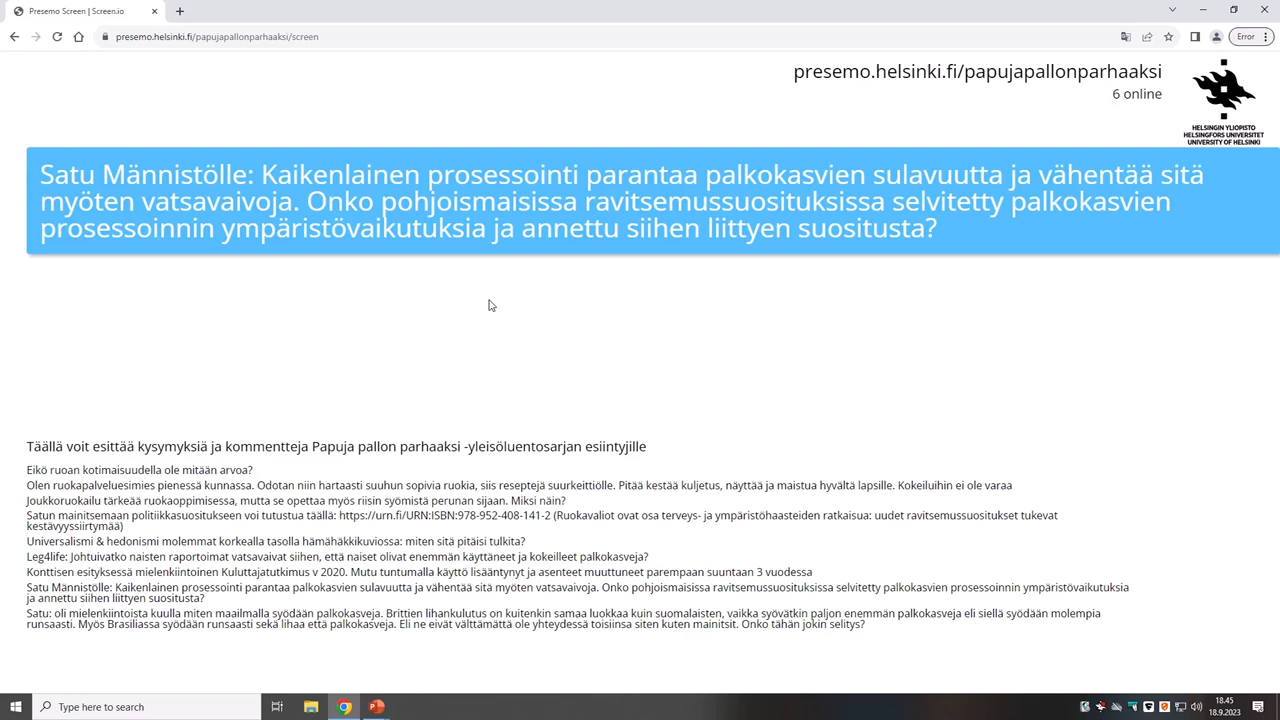 Presemo Screen | Screen.io
presemo.helsinki.fi/papujapallonparhaaksi/screen
Error
presemo.helsinki.fi/papujapallonparhaaksi
6 online
HELSINGIN YLIOPISTO
HELSINGFORS UNIVERSITET
UNIVERSITY OF HELSINKI
Satu Männistölle: Kaikenlainen prosessointi parantaa palkokasvien sulavuutta ja vähentää sitä
myöten vatsavaivoja. Onko pohjoismaisissa ravitsemussuosituksissa selvitetty palkokasvien
prosessoinnin ympäristövaikutuksia ja annettu siihen liittyen suositusta?
Täällä voit esittää kysymyksiä ja kommentteja Papuja pallon parhaaksi -yleisöluentosarjan esiintyjille
Eikö ruoan kotimaisuudella ole mitään arvoa?
Olen ruokapalveluesimies pienessä kunnassa. Odotan niin hartaasti suuhun sopivia ruokia, siis reseptejä suurkeittiölle. Pitää kestää kuljetus, näyttää ja maistua hyvältä lapsille. Kokeiluihin ei ole varaa
Joukkoruokailu tärkeää ruokaoppimisessa, mutta se opettaa myös riisin syömistä perunan sijaan. Miksi näin?
Satun mainitsemaan politiikkasuositukseen voi tutustua täällä: https://urn.fi/URN:ISBN:978-952-408-141-2 (Ruokavaliot ovat osa terveys- ja ympäristöhaasteiden ratkaisua: uudet ravitsemussuositukset tukevat
kestävyyssiirtymää)
Universalismi & hedonismi molemmat korkealla tasolla hämähäkkikuviossa: miten sitä pitäisi tulkita?
Leg4life: Johtuivatko naisten raportoimat vatsavaivat siihen, että naiset olivat enemmän käyttäneet ja kokeilleet palkokasveja?
Konttisen esityksessä mielenkiintoinen Kuluttajatutkimus v 2020. Mutu tuntumalla käyttö lisääntynyt ja asenteet muuttuneet parempaan suuntaan 3 vuodessa
Satu Männistölle: Kaikenlainen prosessointi parantaa palkokasvien sulavuutta ja vähentää sitä myöten vatsavaivoja. Onko pohjoismaisissa ravitsemussuosituksissa selvitetty palkokasvien prosessoinnin ympäristövaikutuksia
ja annettu siihen liittyen suositusta?
Satu: oli mielenkiintoista kuulla miten maailmalla syödään palkokasveja. Brittien lihankulutus on kuitenkin samaa luokkaa kuin suomalaisten, vaikka syövätkin paljon enemmän palkokasveja eli siellä syödään molempia
runsaasti. Myös Brasiliassa syödään runsaasti sekä lihaa että palkokasveja. Eli ne eivät välttämättä ole yhteydessä toisiinsa siten kuten mainitsit. Onko tähän jokin selitys?
Type here to search
18.45
18.9.2023